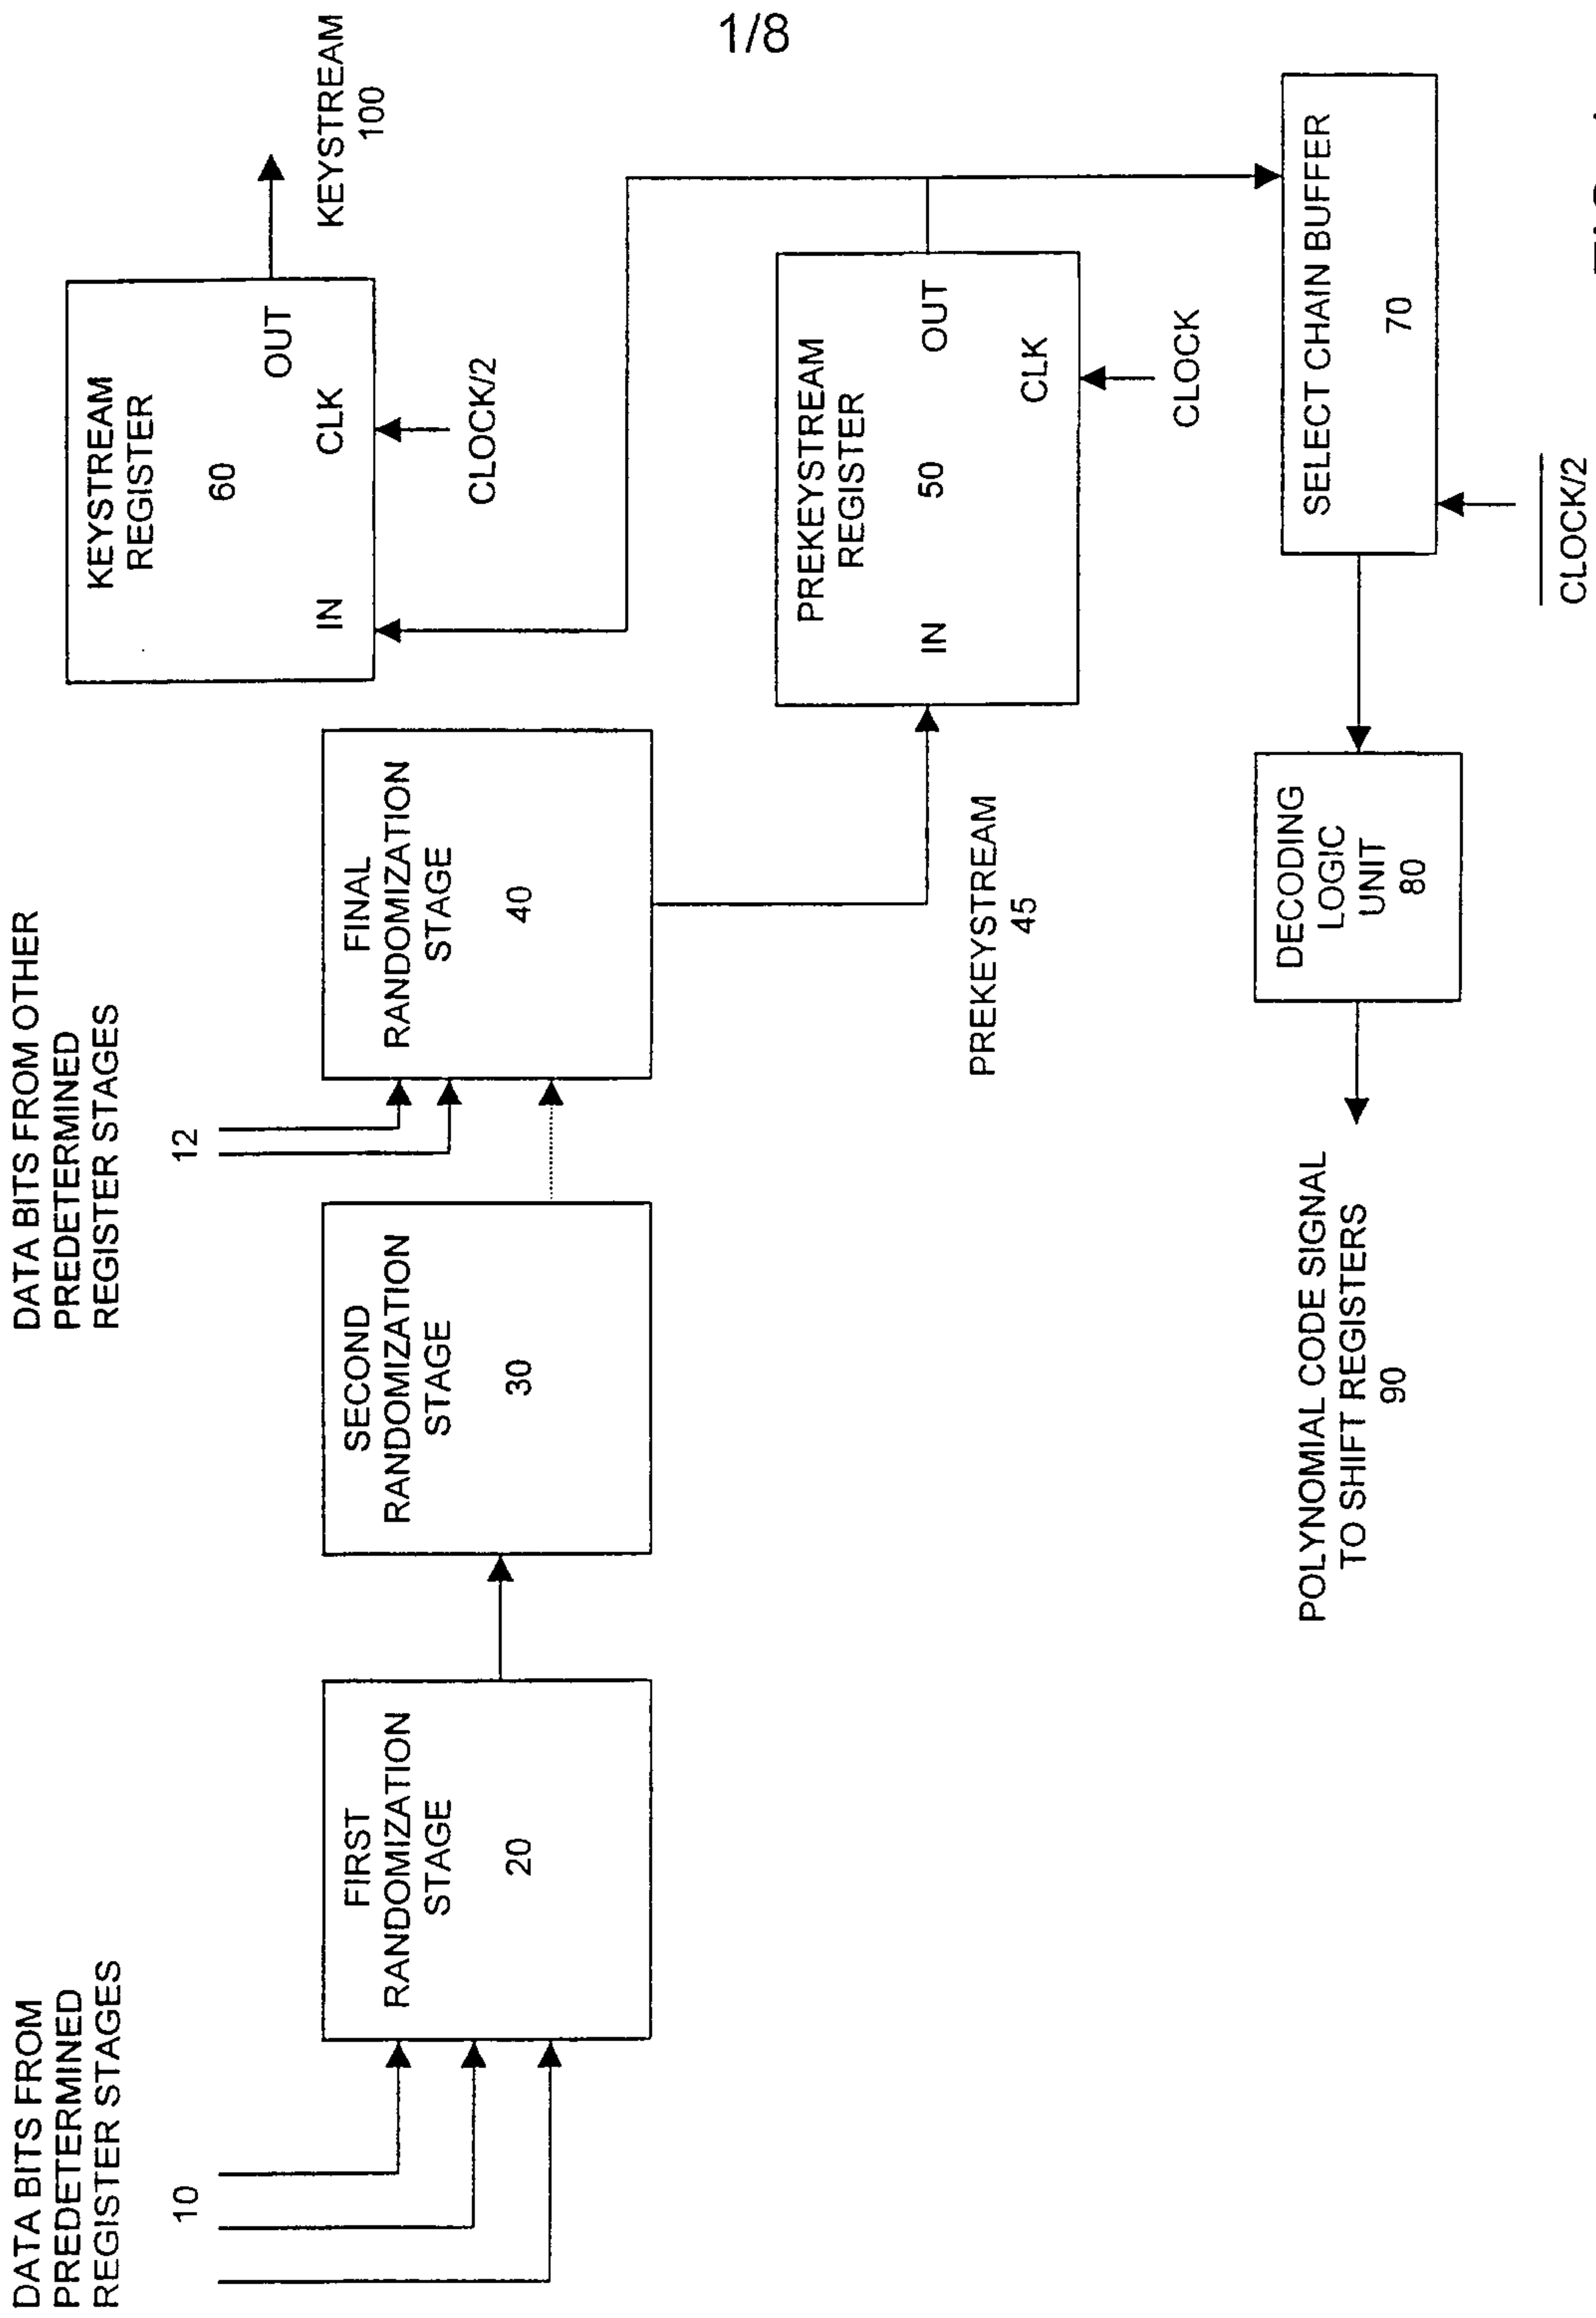 1/8
DATA BITS FROM
PREDETERMINED
REGISTER STAGES
10
FIRST
RANDOMIZATION
STAGE
20
SECOND
RANDOMIZATION
STAGE
30
DATA BITS FROM OTHER
PREDETERMINED
REGISTER STAGES
12
FINAL
RANDOMIZATION
STAGE
40
PREKEYSTREAM
45
KEYSTREAM
REGISTER
60
IN
CLK
OUT
CLOCK/2
KEYSTREAM
100
PREKEYSTREAM
REGISTER
50
IN
OUT
CLK
CLOCK
SELECT CHAIN BUFFER
70
CLOCK/2
DECODING
LOGIC
UNIT
80
POLYNOMIAL CODE SIGNAL
TO SHIFT REGISTERS
90